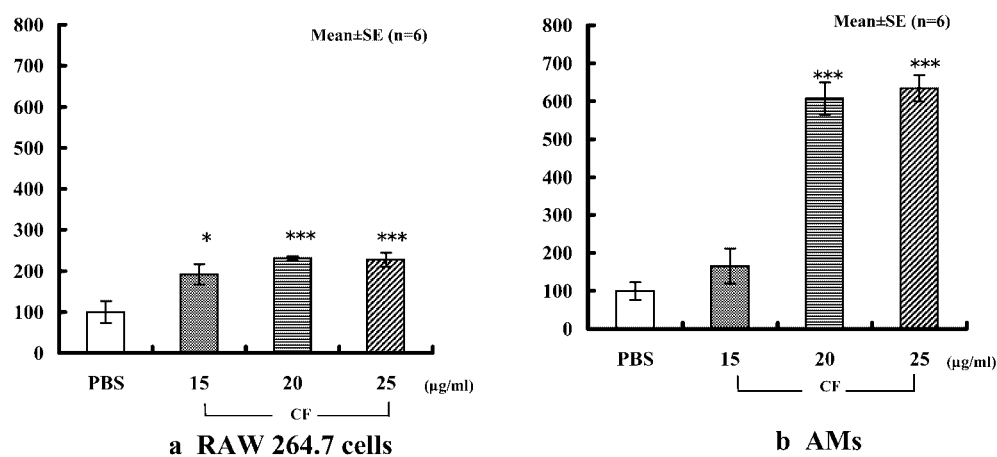 800
700
600
500
400
300
200
100
0
Mean±SE (n=6)
*
***
***
PBS 15 20 25 (μg/ml)
CF
a RAW 264.7 cells
800
700
600
500
400
300
200
100
0
Mean±SE (n=6)
***
***
PBS 15 20 25 (μg/ml)
CF
b AMs